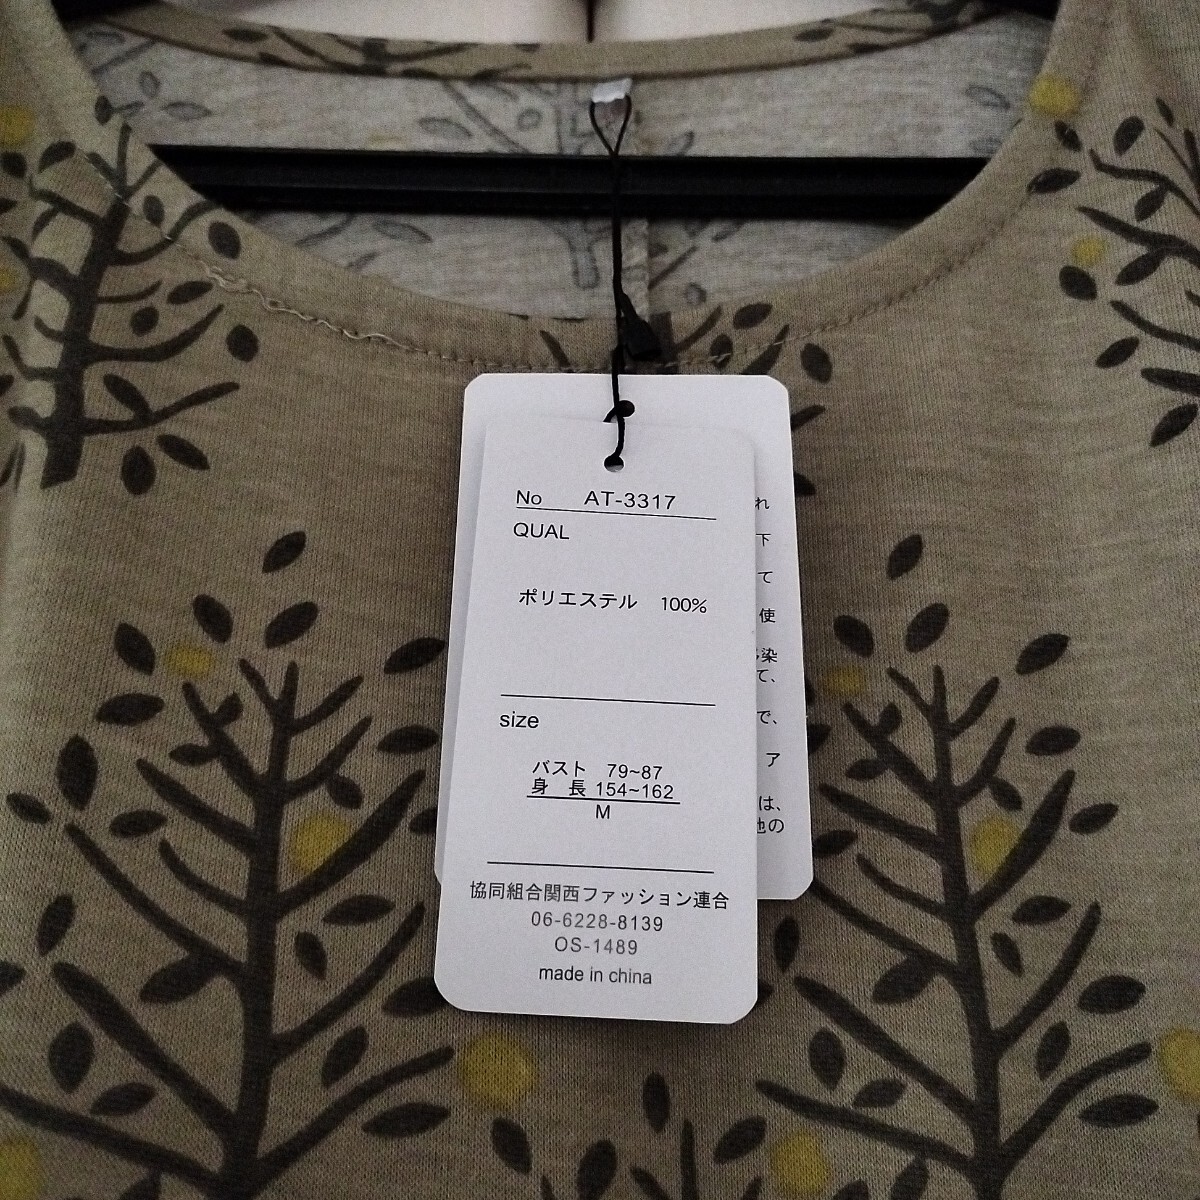 No AT-3317
QUAL
ポリエステル 100%
size
バスト 79~87
身 長 154~162
M
協同組合関西ファッション連合
06-6228-8139
OS-1489
made in china
れ
下
て
使
染
て、
で、
ア
は、
他の